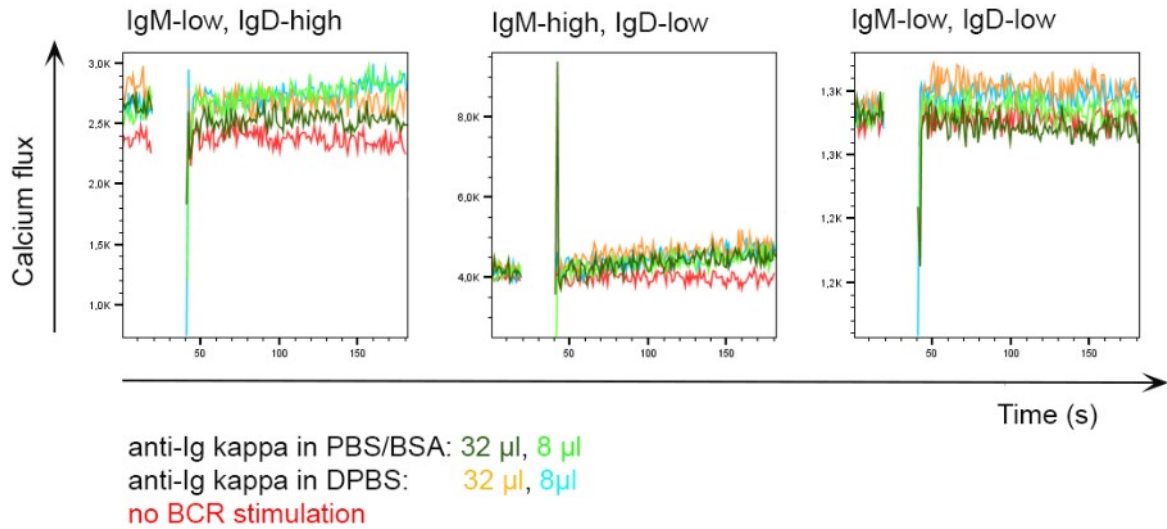 IgM-low, IgD-high
IgM-high, IgD-low
IgM-low, IgD-low
Calcium flux
3,0K
2,5K
2,0K
1,5K
1,0K
50 100 150
8,0K
6,0K
4,0K
50 100 150
1,3K
1,3K
1,2K
1,2K
50 100 150
Time (s)
anti-Ig kappa in PBS/BSA: 32 µl, 8 µl
anti-Ig kappa in DPBS: 32 µl, 8µl
no BCR stimulation